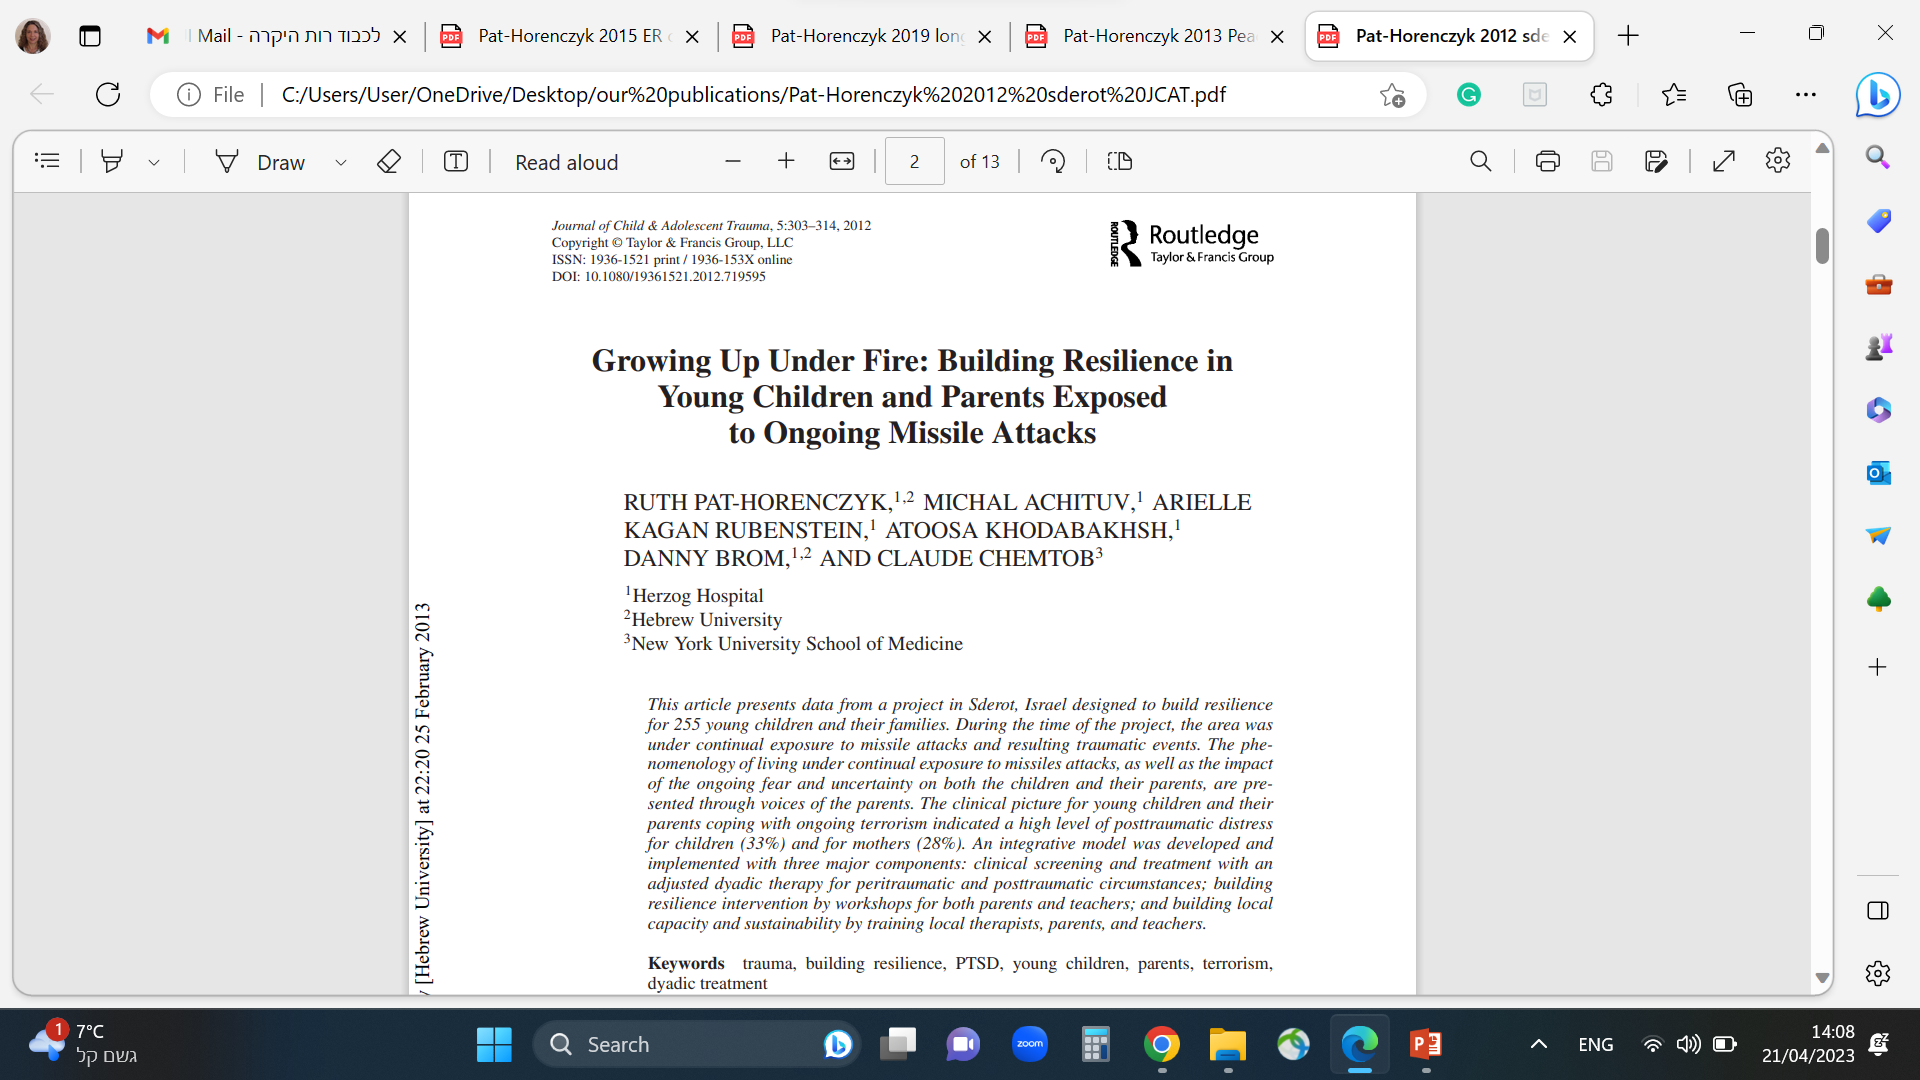 לכבוד רות היקרה - Mail
Pat-Horenczyk 2015 ER
Pat-Horenczyk 2019 long
Pat-Horenczyk 2013 Pea
Pat-Horenczyk 2012 sde
File
C:/Users/User/OneDrive/Desktop/our%20publications/Pat-Horenczyk%202012%20sderot%20JCAT.pdf
Draw
Read aloud
2
of 13
Journal of Child & Adolescent Trauma, 5:303–314, 2012
Copyright © Taylor & Francis Group, LLC
ISSN: 1936-1521 print / 1936-153X online
DOI: 10.1080/19361521.2012.719595
ROUTLEDGE
Routledge
Taylor & Francis Group
Growing Up Under Fire: Building Resilience in
Young Children and Parents Exposed
to Ongoing Missile Attacks
RUTH PAT-HORENCZYK,1,2 MICHAL ACHITUV,1 ARIELLE
KAGAN RUBENSTEIN,1 ATOOSA KHODABAKHSH,1
DANNY BROM,1,2 AND CLAUDE CHEMTOB3
1Herzog Hospital
2Hebrew University
3New York University School of Medicine
This article presents data from a project in Sderot, Israel designed to build resilience
for 255 young children and their families. During the time of the project, the area was
under continual exposure to missile attacks and resulting traumatic events. The phe-
nomenology of living under continual exposure to missiles attacks, as well as the impact
of the ongoing fear and uncertainty on both the children and their parents, are pre-
sented through voices of the parents. The clinical picture for young children and their
parents coping with ongoing terrorism indicated a high level of posttraumatic distress
for children (33%) and for mothers (28%). An integrative model was developed and
implemented with three major components: clinical screening and treatment with an
adjusted dyadic therapy for peritraumatic and posttraumatic circumstances; building
resilience intervention by workshops for both parents and teachers; and building local
capacity and sustainability by training local therapists, parents, and teachers.
Keywords trauma, building resilience, PTSD, young children, parents, terrorism,
dyadic treatment
[Hebrew University] at 22:20 25 February 2013
1
7°C
גשם קל
Search
zoom
ENG
14:08
21/04/2023